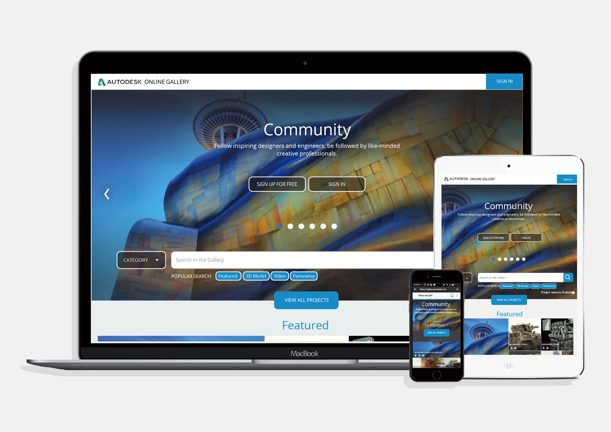 AUTODESK ONLINE GALLERY
SIGN IN
Community
Follow inspiring designers and engineers, be followed by like-minded
creative professionals.
SIGN UP FOR FREE
SIGN IN
CATEGORY
Search in the Gallery
POPULAR SEARCH
Featured
3D Model
Video
Panorama
VIEW ALL PROJECTS
Featured
MacBook
AUTODESK ONLINE GALLERY
SIGN IN
Community
Follow inspiring designers and engineers, be followed by like-minded
creative professionals.
SIGN UP FOR FREE
SIGN IN
Search in the Gallery
VIEW ALL PROJECTS
Featured
Community
CATEGORIES
VIEW ALL PROJECTS